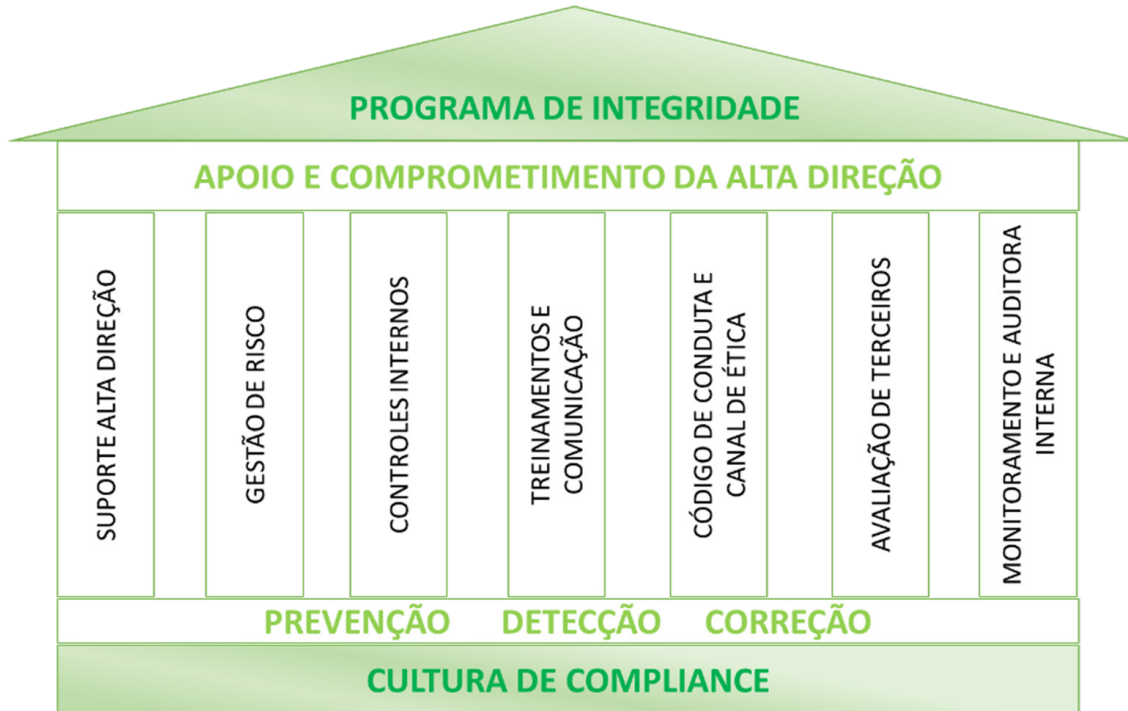 PROGRAMA DE INTEGRIDADE
APOIO E COMPROMETIMENTO DA ALTA DIREÇÃO
SUPORTE ALTA DIREÇÃO
GESTÃO DE RISCO
CONTROLES INTERNOS
TREINAMENTOS E
COMUNICAÇÃO
CÓDIGO DE CONDUTA E
CANAL DE ÉTICA
AVALIAÇÃO DE TERCEIROS
MONITORAMENTO E AUDITORA
INTERNA
PREVENÇÃO DETECÇÃO CORREÇÃO
CULTURA DE COMPLIANCE